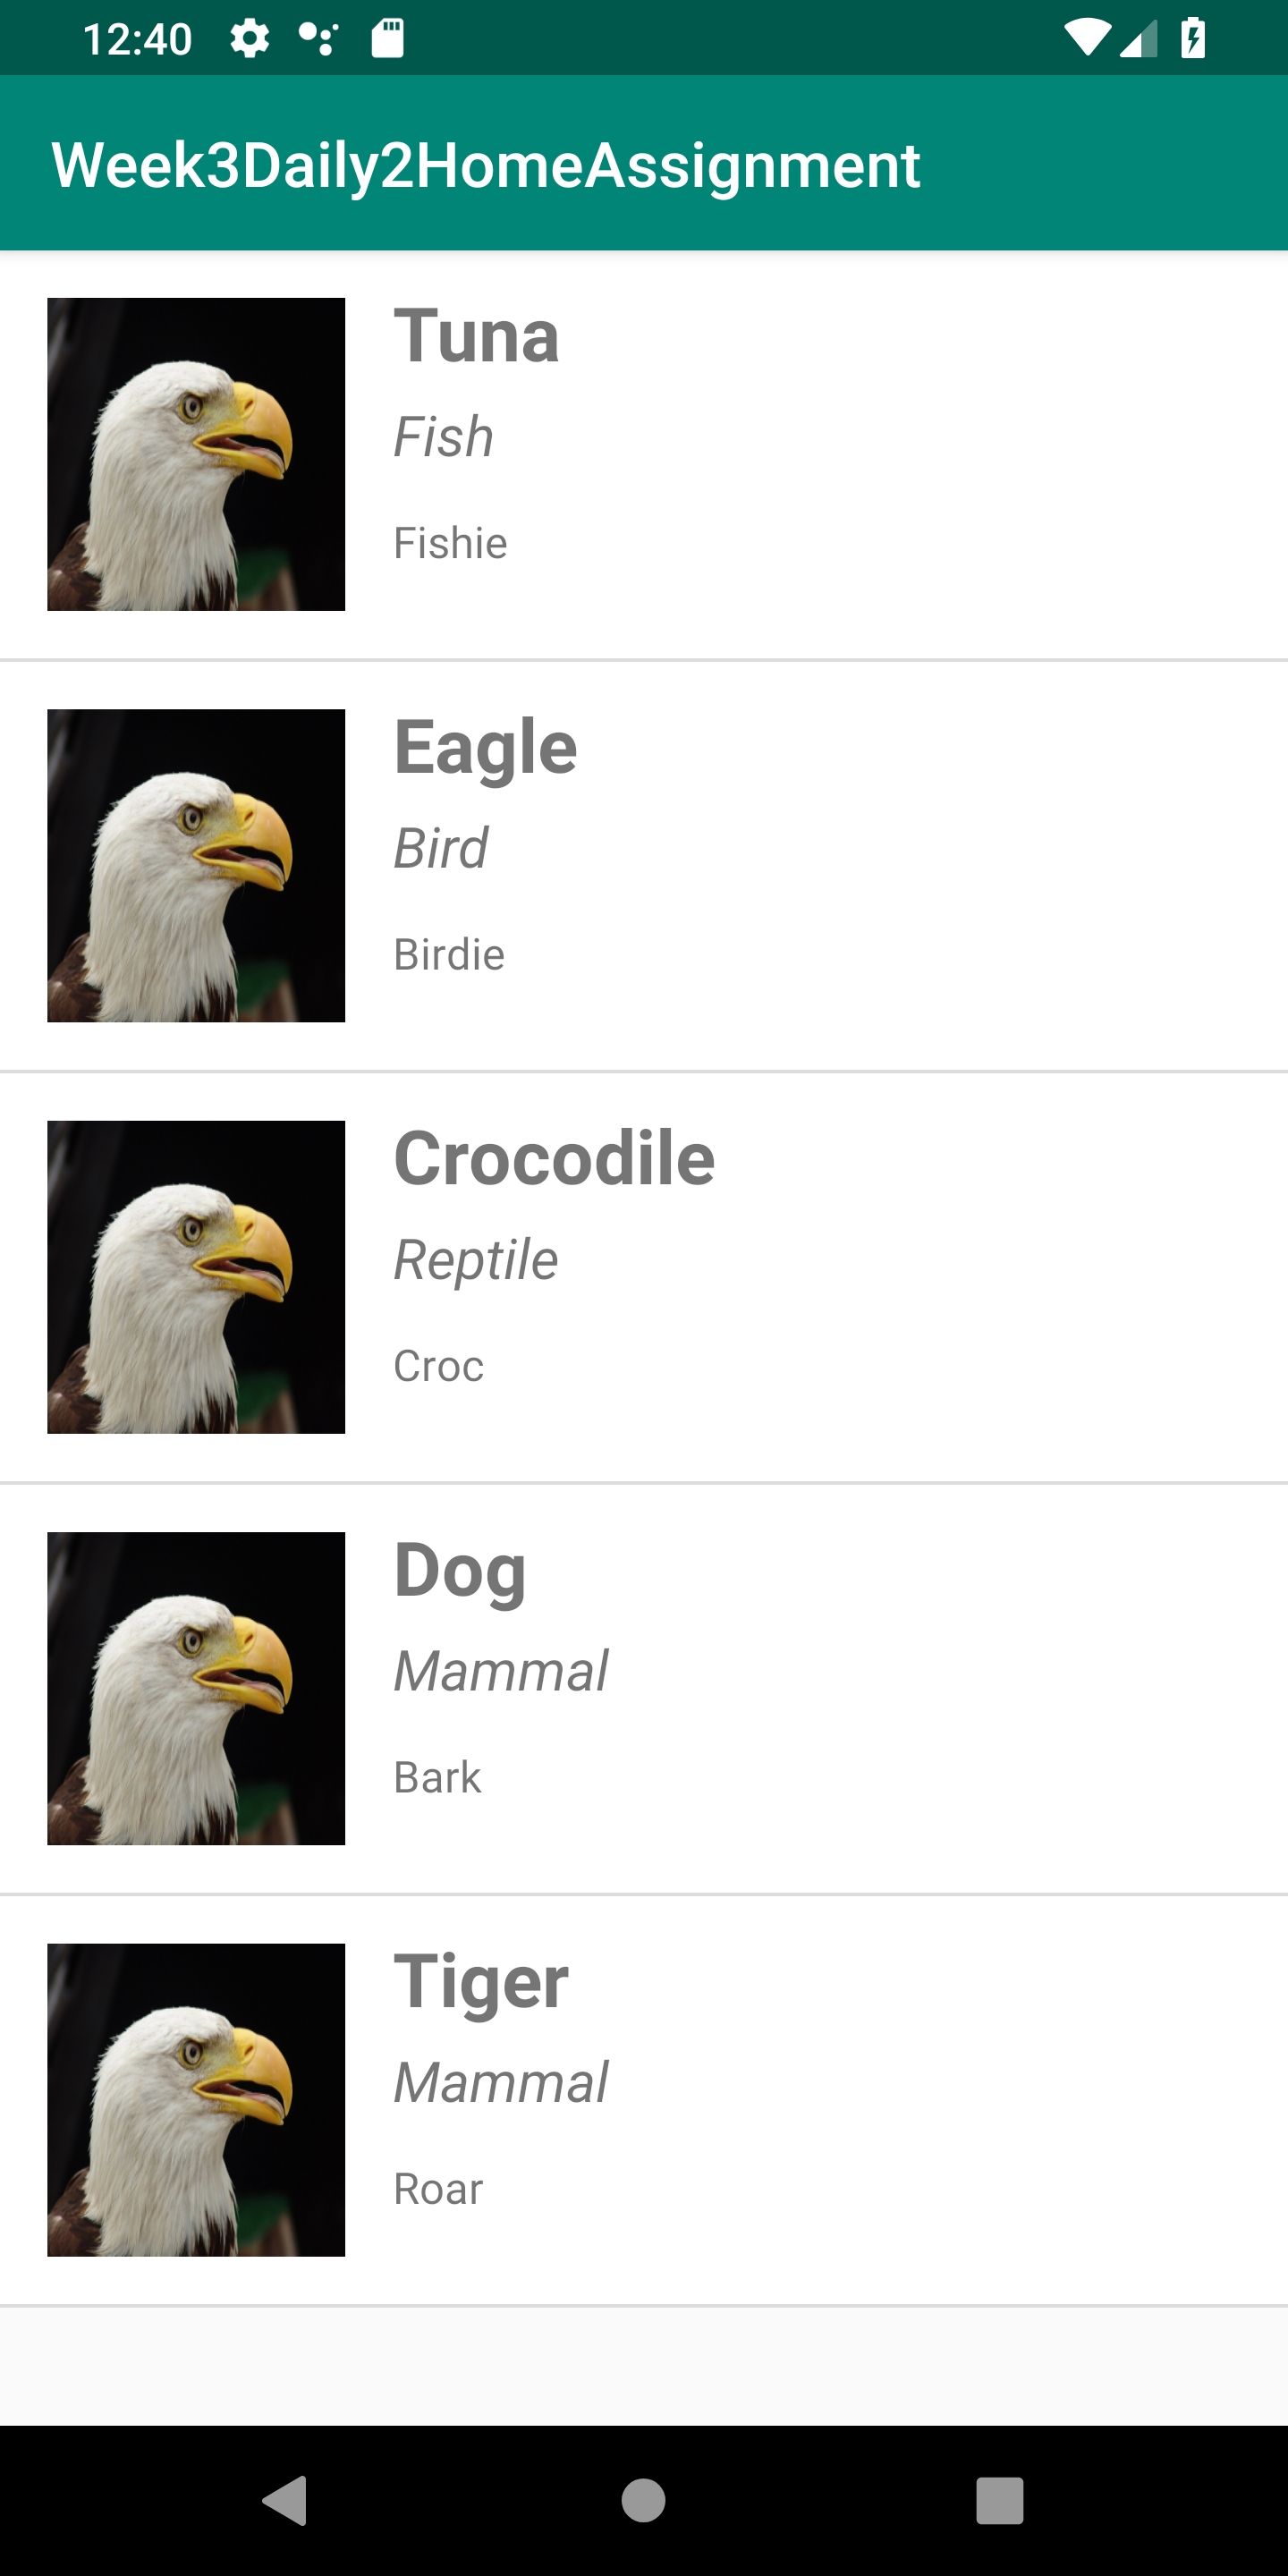 12:40
Week3Daily2HomeAssignment
Tuna
Fish
Fishie
Eagle
Bird
Birdie
Crocodile
Reptile
Croc
Dog
Mammal
Bark
Tiger
Mammal
Roar